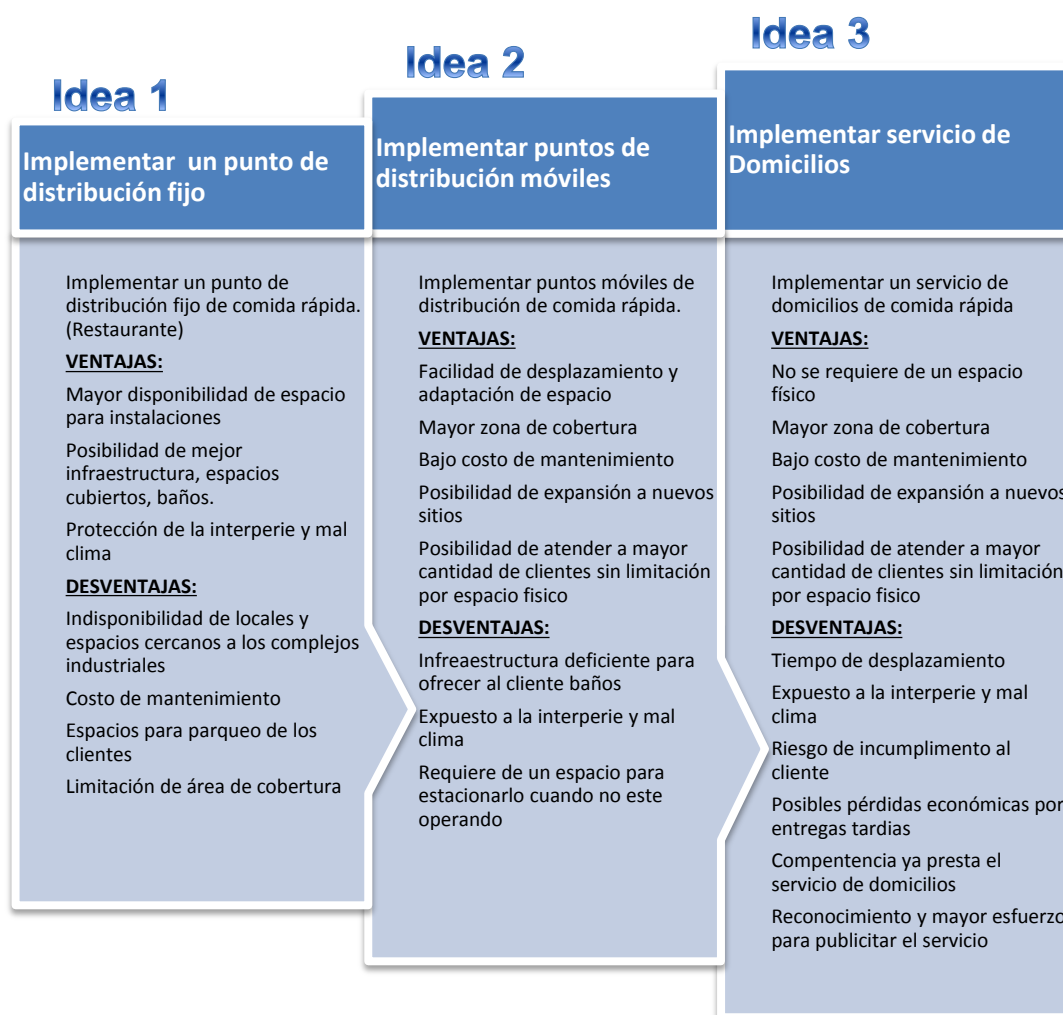 Idea 1
Implementar un punto de
distribución fijo
Implementar un punto de
distribución fijo de comida rápida.
(Restaurante)
VENTAJAS:
Mayor disponibilidad de espacio
para instalaciones
Posibilidad de mejor
infraestructura, espacios
cubiertos, baños.
Protección de la interperie y mal
clima
DESVENTAJAS:
Indisponibilidad de locales y
espacios cercanos a los complejos
industriales
Costo de mantenimiento
Espacios para parqueo de los
clientes
Limitación de área de cobertura
Idea 2
Implementar puntos de
distribución móviles
Implementar puntos móviles de
distribución de comida rápida.
VENTAJAS:
Facilidad de desplazamiento y
adaptación de espacio
Mayor zona de cobertura
Bajo costo de mantenimiento
Posibilidad de expansión a nuevos
sitios
Posibilidad de atender a mayor
cantidad de clientes sin limitación
por espacio fisico
DESVENTAJAS:
Infreaestructura deficiente para
ofrecer al cliente baños
Expuesto a la interperie y mal
clima
Requiere de un espacio para
estacionarlo cuando no este
operando
Idea 3
Implementar servicio de
Domicilios
Implementar un servicio de
domicilios de comida rápida
VENTAJAS:
No se requiere de un espacio
físico
Mayor zona de cobertura
Bajo costo de mantenimiento
Posibilidad de expansión a nuevos
sitios
Posibilidad de atender a mayor
cantidad de clientes sin limitación
por espacio fisico
DESVENTAJAS:
Tiempo de desplazamiento
Expuesto a la interperie y mal
clima
Riesgo de incumplimento al
cliente
Posibles pérdidas económicas por
entregas tardias
Compentencia ya presta el
servicio de domicilios
Reconocimiento y mayor esfuerzo
para publicitar el servicio